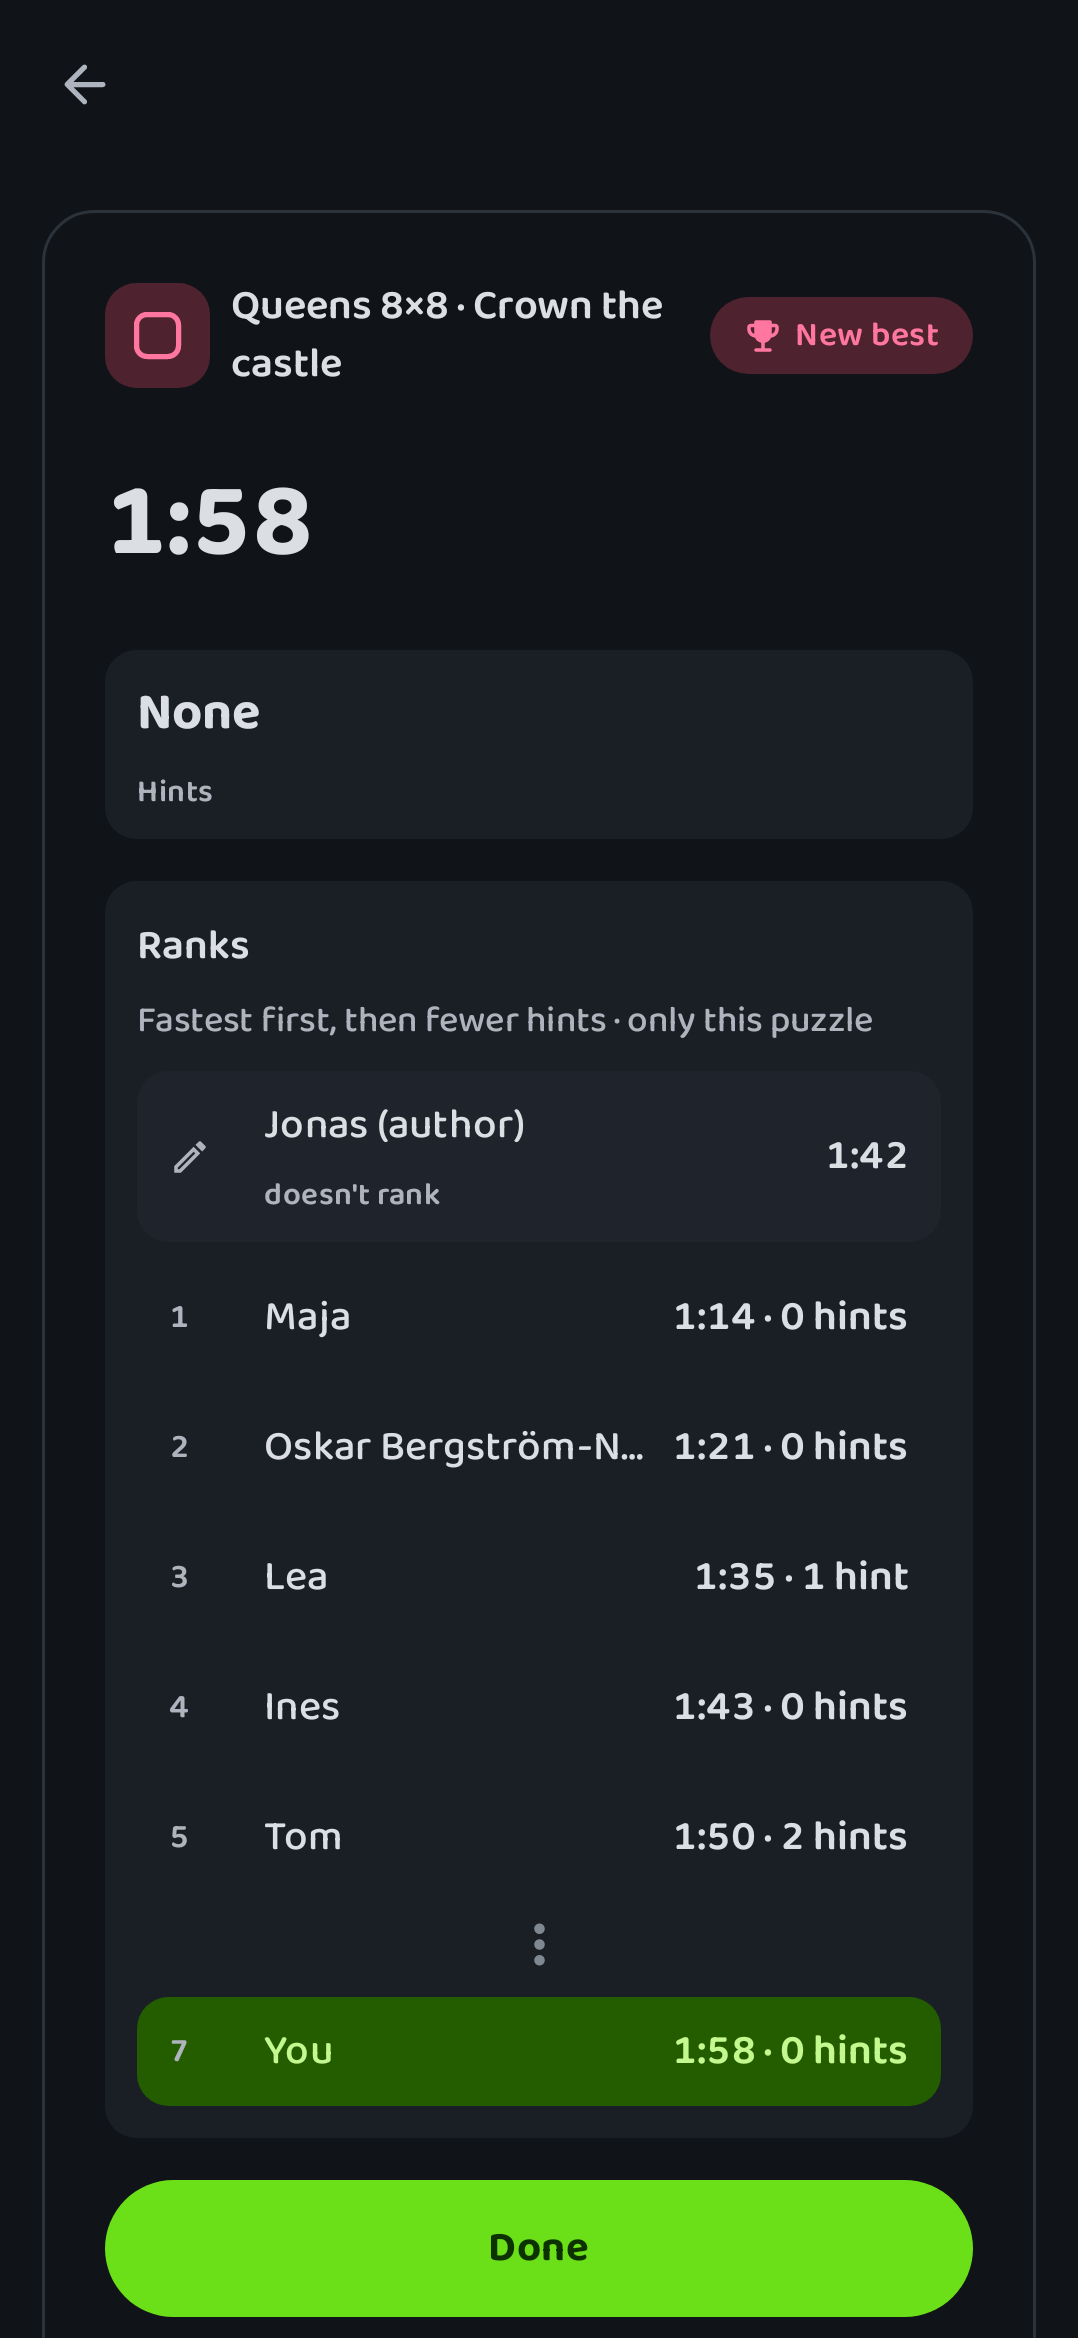 Queens 8×8 · Crown the
castle
New best
1:58
None
Hints
Ranks
Fastest first, then fewer hints · only this puzzle
Jonas (author)
doesn't rank
1:42
1 Maja 1:14 · 0 hints
2 Oskar Bergström-N... 1:21 · 0 hints
3 Lea 1:35 · 1 hint
4 Ines 1:43 · 0 hints
5 Tom 1:50 · 2 hints
7 You 1:58 · 0 hints
Done